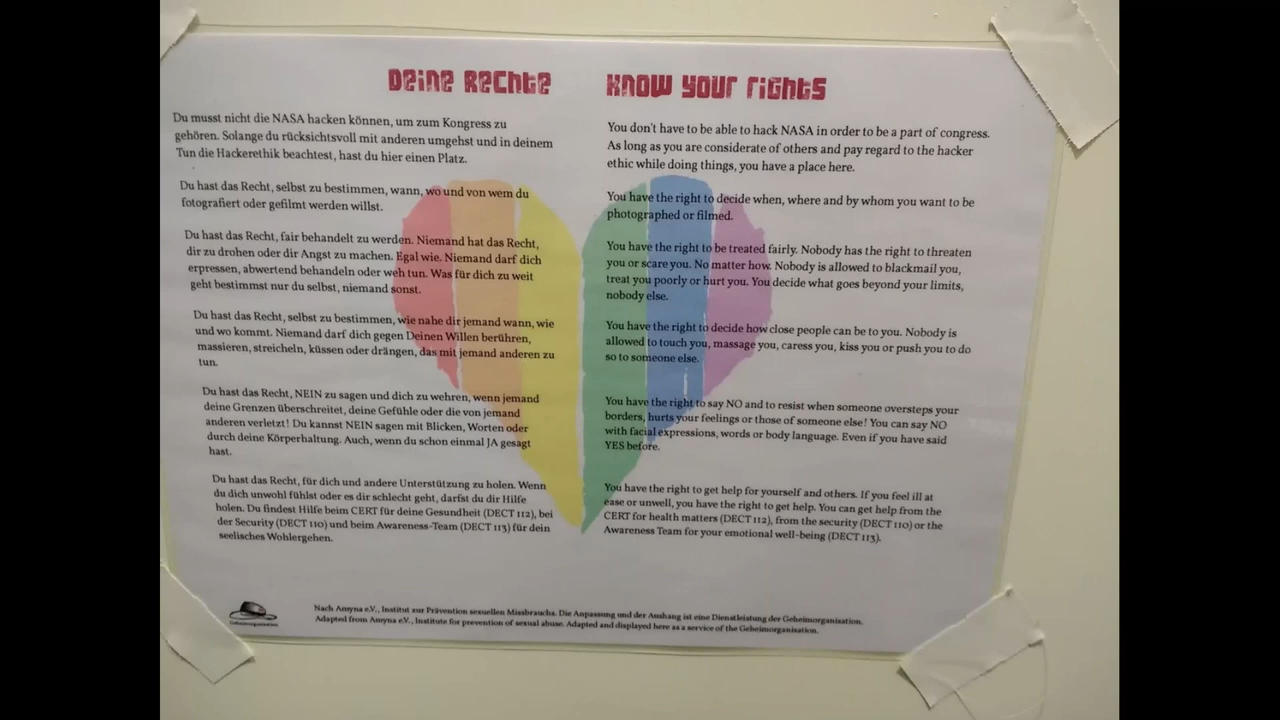 Deine Rechte
Du musst nicht die NASA hacken können, um zum Kongress zu
gehören. Solange du rücksichtsvoll mit anderen umgehst und in deinem
Tun die Hackerethik beachtest, hast du hier einen Platz.
Du hast das Recht, selbst zu bestimmen, wann, wo und von wem du
fotografiert oder gefilmt werden willst.
Du hast das Recht, fair behandelt zu werden. Niemand hat das Recht,
dir zu drohen oder dir Angst zu machen. Egal wie. Niemand darf dich
erpressen, abwertend behandeln oder weh tun. Was für dich zu weit
geht bestimmst nur du selbst, niemand sonst.
Du hast das Recht, selbst zu bestimmen, wie nahe dir jemand wann, wie
und wo kommt. Niemand darf dich gegen Deinen Willen berühren,
massieren, streicheln, küssen oder drängen, das mit jemand anderen zu
tun.
Du hast das Recht, NEIN zu sagen und dich zu wehren, wenn jemand
deine Grenzen überschreitet, deine Gefühle oder die von jemand
anderen verletzt! Du kannst NEIN sagen mit Blicken, Worten oder
durch deine Körperhaltung. Auch, wenn du schon einmal JA gesagt
hast.
Du hast das Recht, für dich und andere Unterstützung zu holen. Wenn
du dich unwohl fühlst oder es dir schlecht geht, darfst du dir Hilfe
holen. Du findest Hilfe beim CERT für deine Gesundheit (DECT 112), bei
der Security (DECT 110) und beim Awareness-Team (DECT 113) für dein
seelisches Wohlergehen.
Know your rights
You don't have to be able to hack NASA in order to be a part of congress.
As long as you are considerate of others and pay regard to the hacker
ethic while doing things, you have a place here.
You have the right to decide when, where and by whom you want to be
photographed or filmed.
You have the right to be treated fairly. Nobody has the right to threaten
you or scare you. No matter how. Nobody is allowed to blackmail you,
treat you poorly or hurt you. You decide what goes beyond your limits,
nobody else.
You have the right to decide how close people can be to you. Nobody is
allowed to touch you, massage you, caress you, kiss you or push you to do
so to someone else.
You have the right to say NO and to resist when someone oversteps your
borders, hurts your feelings or those of someone else! You can say NO
with facial expressions, words or body language. Even if you have said
YES before.
You have the right to get help for yourself and others. If you feel ill at
ease or unwell, you have the right to get help. You can get help from the
CERT for health matters (DECT 112), from the security (DECT 110) or the
Awareness Team for your emotional well-being (DECT 113).
Geheimorganisation
Nach Amyna e.V., Institut zur Prävention sexuellen Missbrauchs. Die Anpassung und der Aushang ist eine Dienstleistung der Geheimorganisation.
Adapted from Amyna e.V., Institute for prevention of sexual abuse. Adapted and displayed here as a service of the Geheimorganisation.